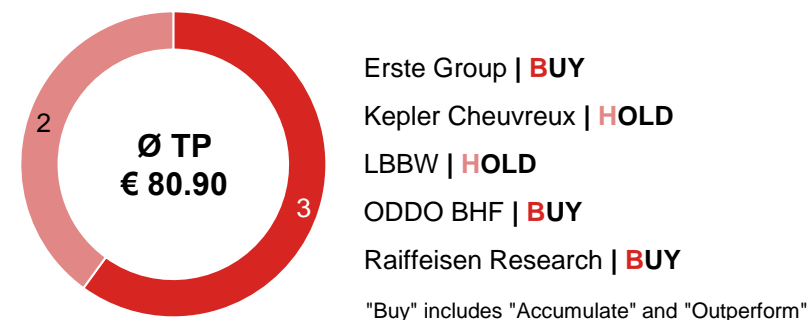 2
Ø TP
€ 80.90
3
Erste Group | BUY
Kepler Cheuvreux | HOLD
LBBW | HOLD
ODDO BHF | BUY
Raiffeisen Research | BUY
"Buy" includes "Accumulate" and "Outperform"